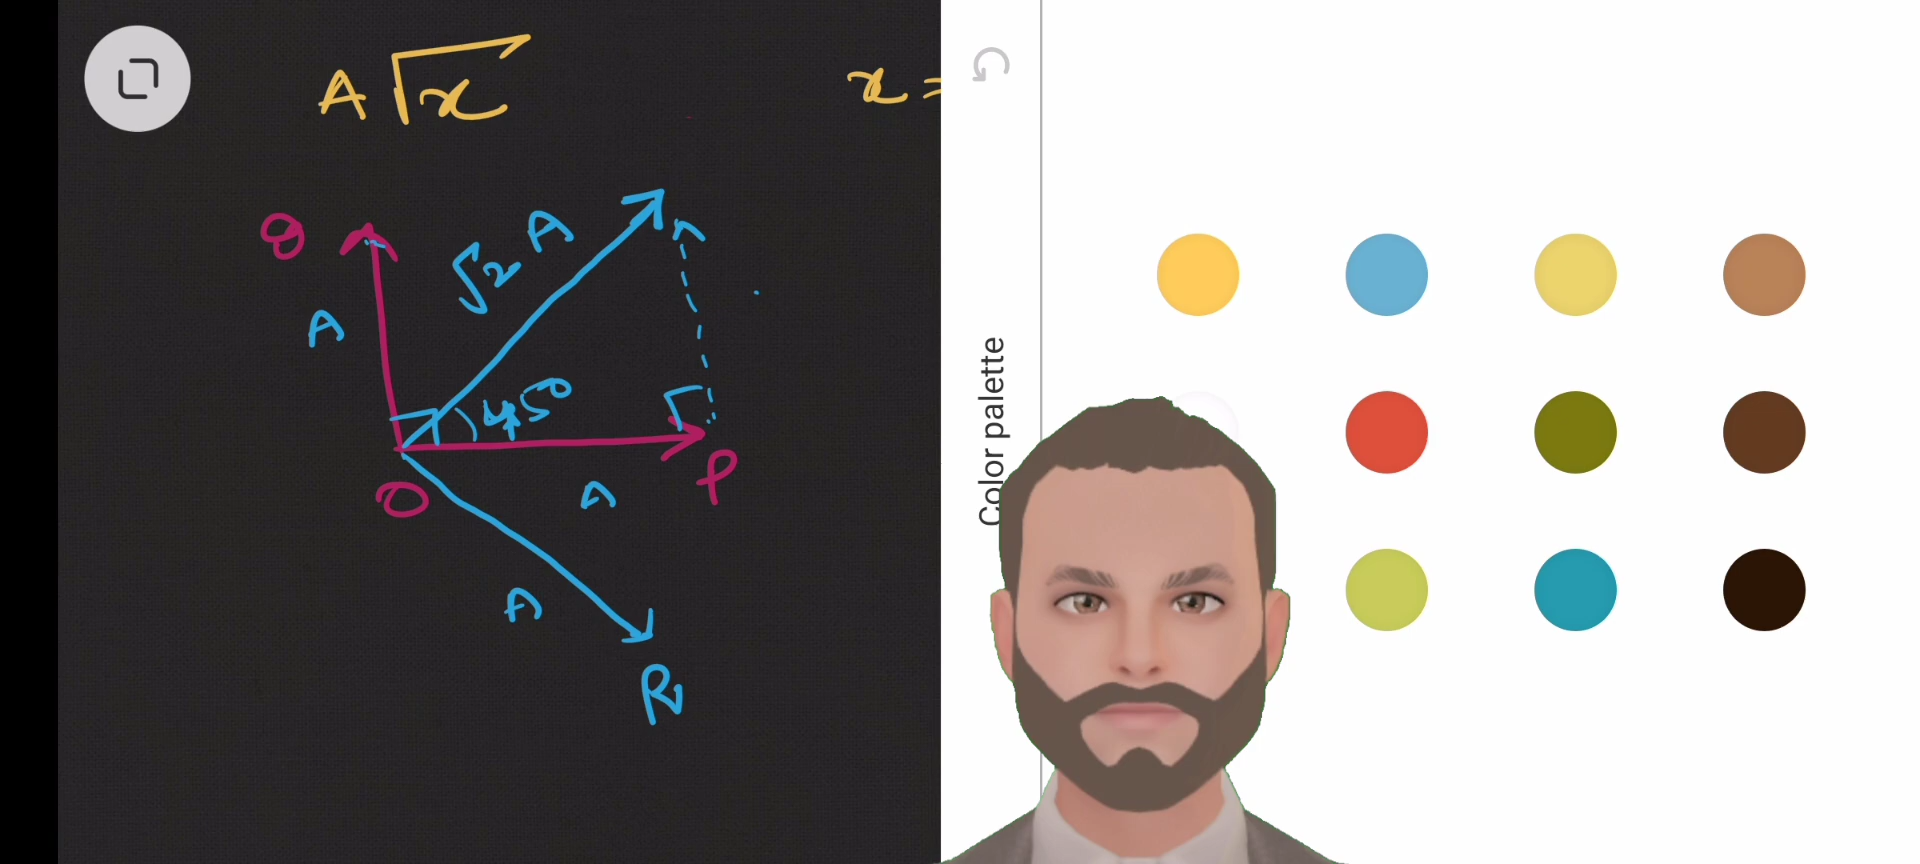 A√x
x =
Q
√2 A
A
45°
P
O
A
A
R
Color palette